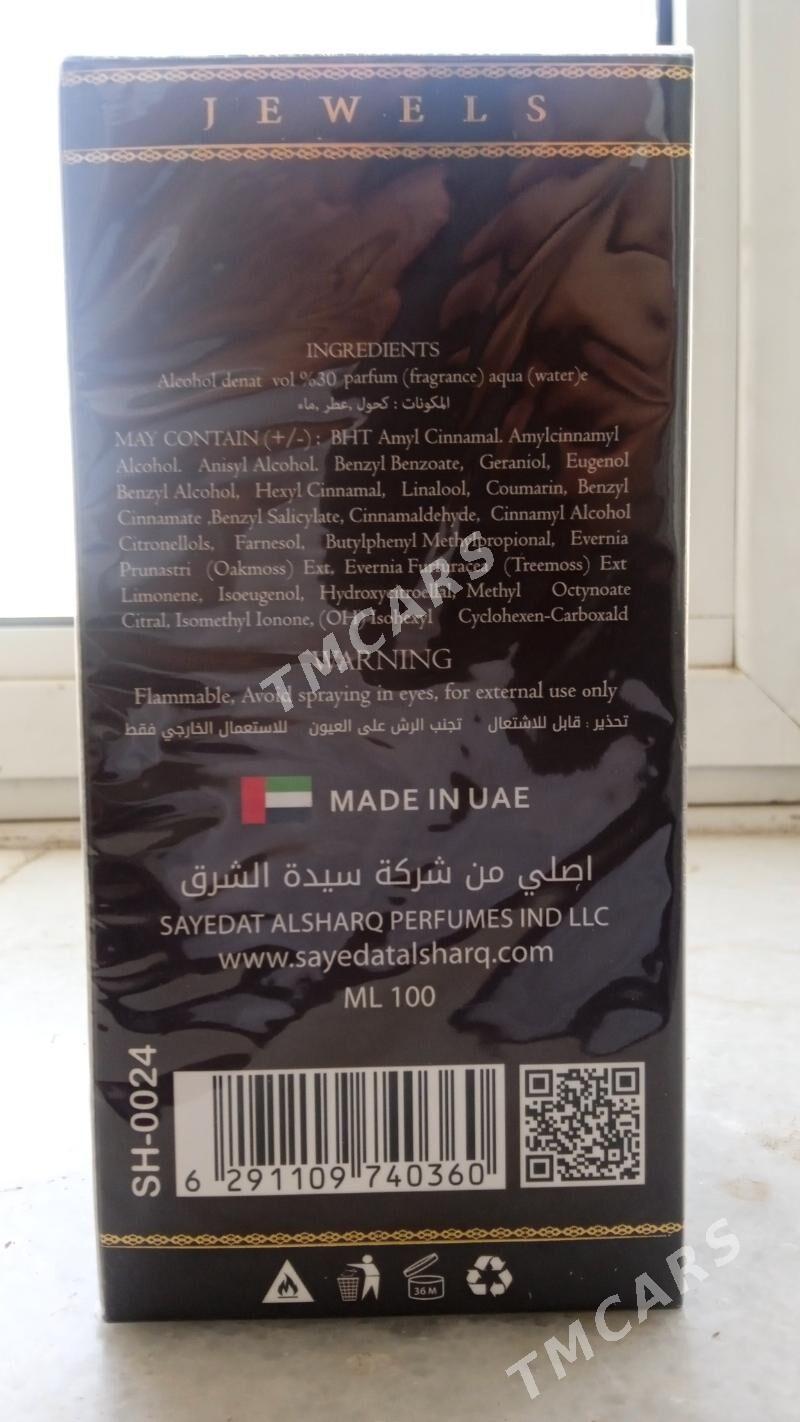 JEWELS
INGREDIENTS
Alcohol denat vol %30 parfum (fragrance) aqua (water)e
المكونات : كحول ,عطر ,ماء
MAY CONTAIN (+/-) : BHT Amyl Cinnamal. Amylcinnamyl
Alcohol. Anisyl Alcohol. Benzyl Benzoate, Geraniol, Eugenol
Benzyl Alcohol, Hexyl Cinnamal, Linalool, Coumarin, Benzyl
Cinnamate ,Benzyl Salicylate, Cinnamaldehyde, Cinnamyl Alcohol
Citronellols, Farnesol, Butylphenyl Methylpropional, Evernia
Prunastri (Oakmoss) Ext, Evernia Furfuracea (Treemoss) Ext
Limonene, Isoeugenol, Hydroxycitroellal, Methyl Octynoate
Citral, Isomethyl Ionone, (OH) Isohexyl Cyclohexen-Carboxald
WARNING
Flammable, Avoid spraying in eyes, for external use only
تحذير : قابل للاشتعال تجنب الرش على العيون للاستعمال الخارجي فقط
MADE IN UAE
اصلي من شركة سيدة الشرق
SAYEDAT ALSHARQ PERFUMES IND LLC
www.sayedatalsharq.com
ML 100
SH-0024
6 291109 740360
36 M
TMCARS
TMCARS